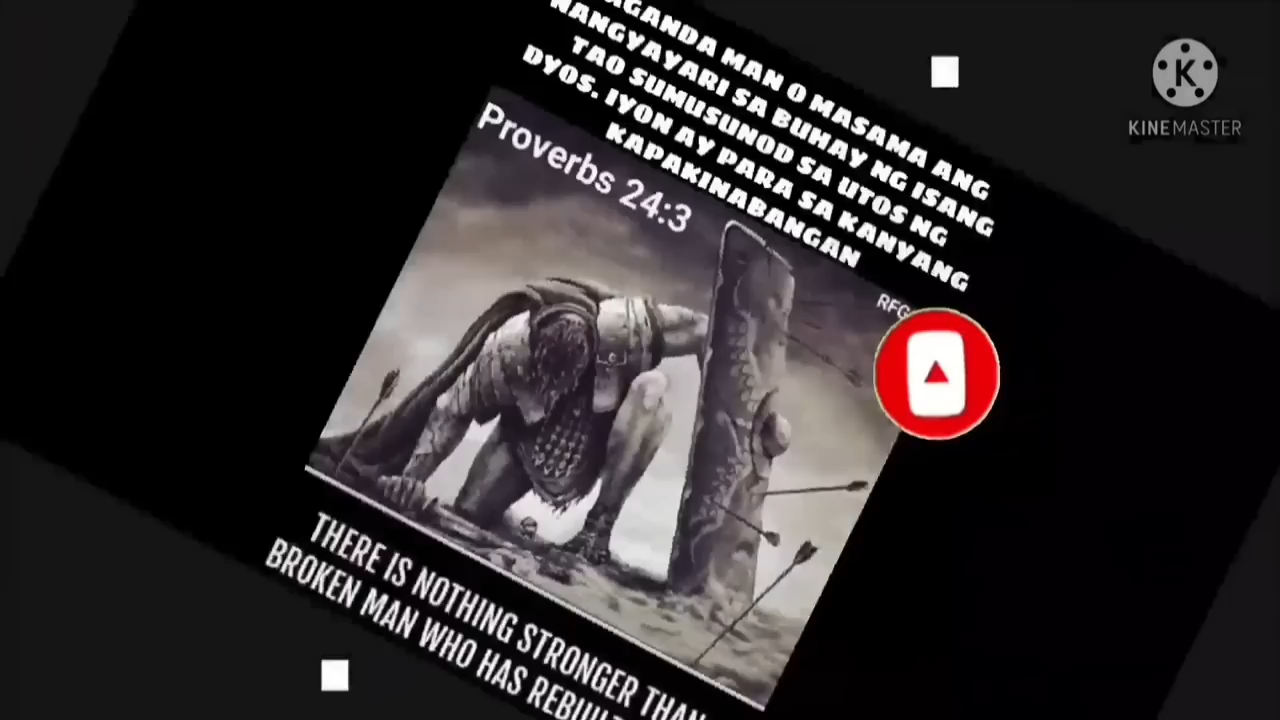 MAN O MASAMA ANG
NANGYAYARI SA BUHAY NG ISANG
TAO SUMUSUNOD SA UTOS NG
DYOS. IYON AY PARA SA KANYANG
KAPAKINABANGAN
Proverbs 24:3
RFG
THERE IS NOTHING STRONGER THAN
BROKEN MAN WHO HAS
K
KINEMASTER